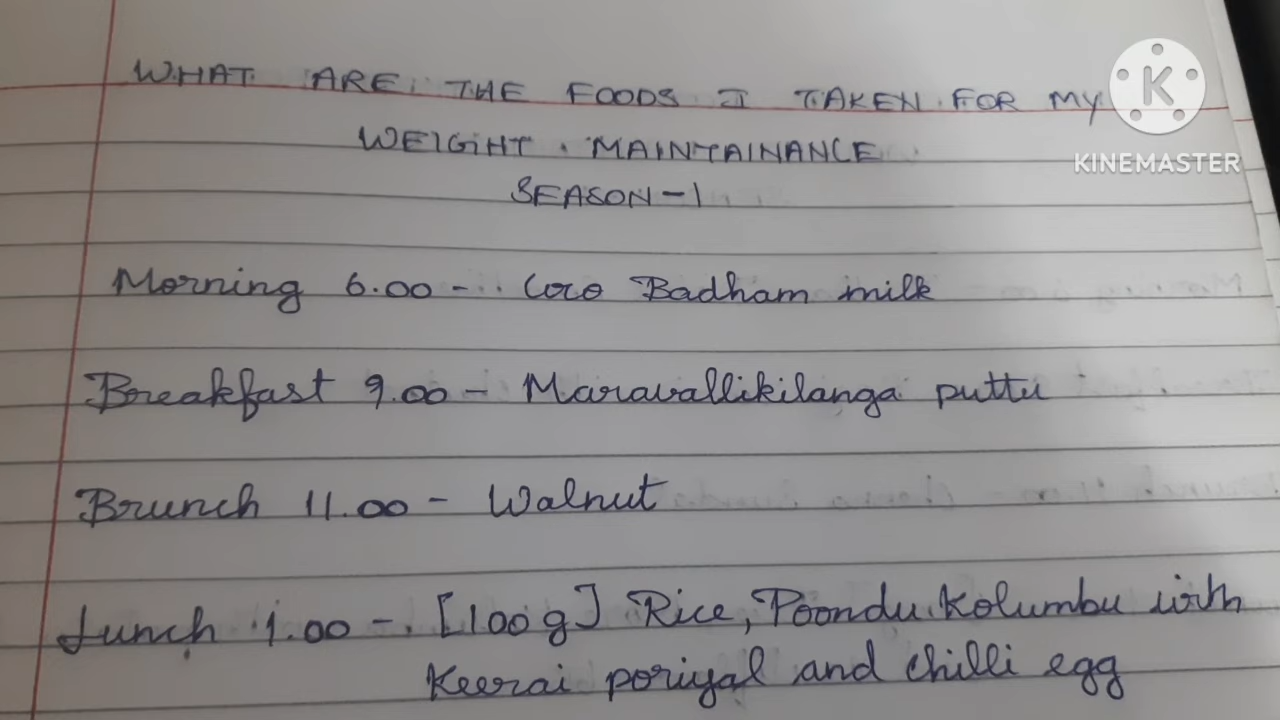 WHAT ARE THE FOODS I TAKEN FOR MY
WEIGHT MAINTAINANCE
SEASON-1
K
KINEMASTER
Morning 6.00 - Coco Badham milk
Breakfast 9.00 - Maravallikilanga puttu
Brunch 11.00 - Walnut
Lunch 1.00 - [100g] Rice, Poondu Kolumbu with
Keerai poriyal and chilli egg